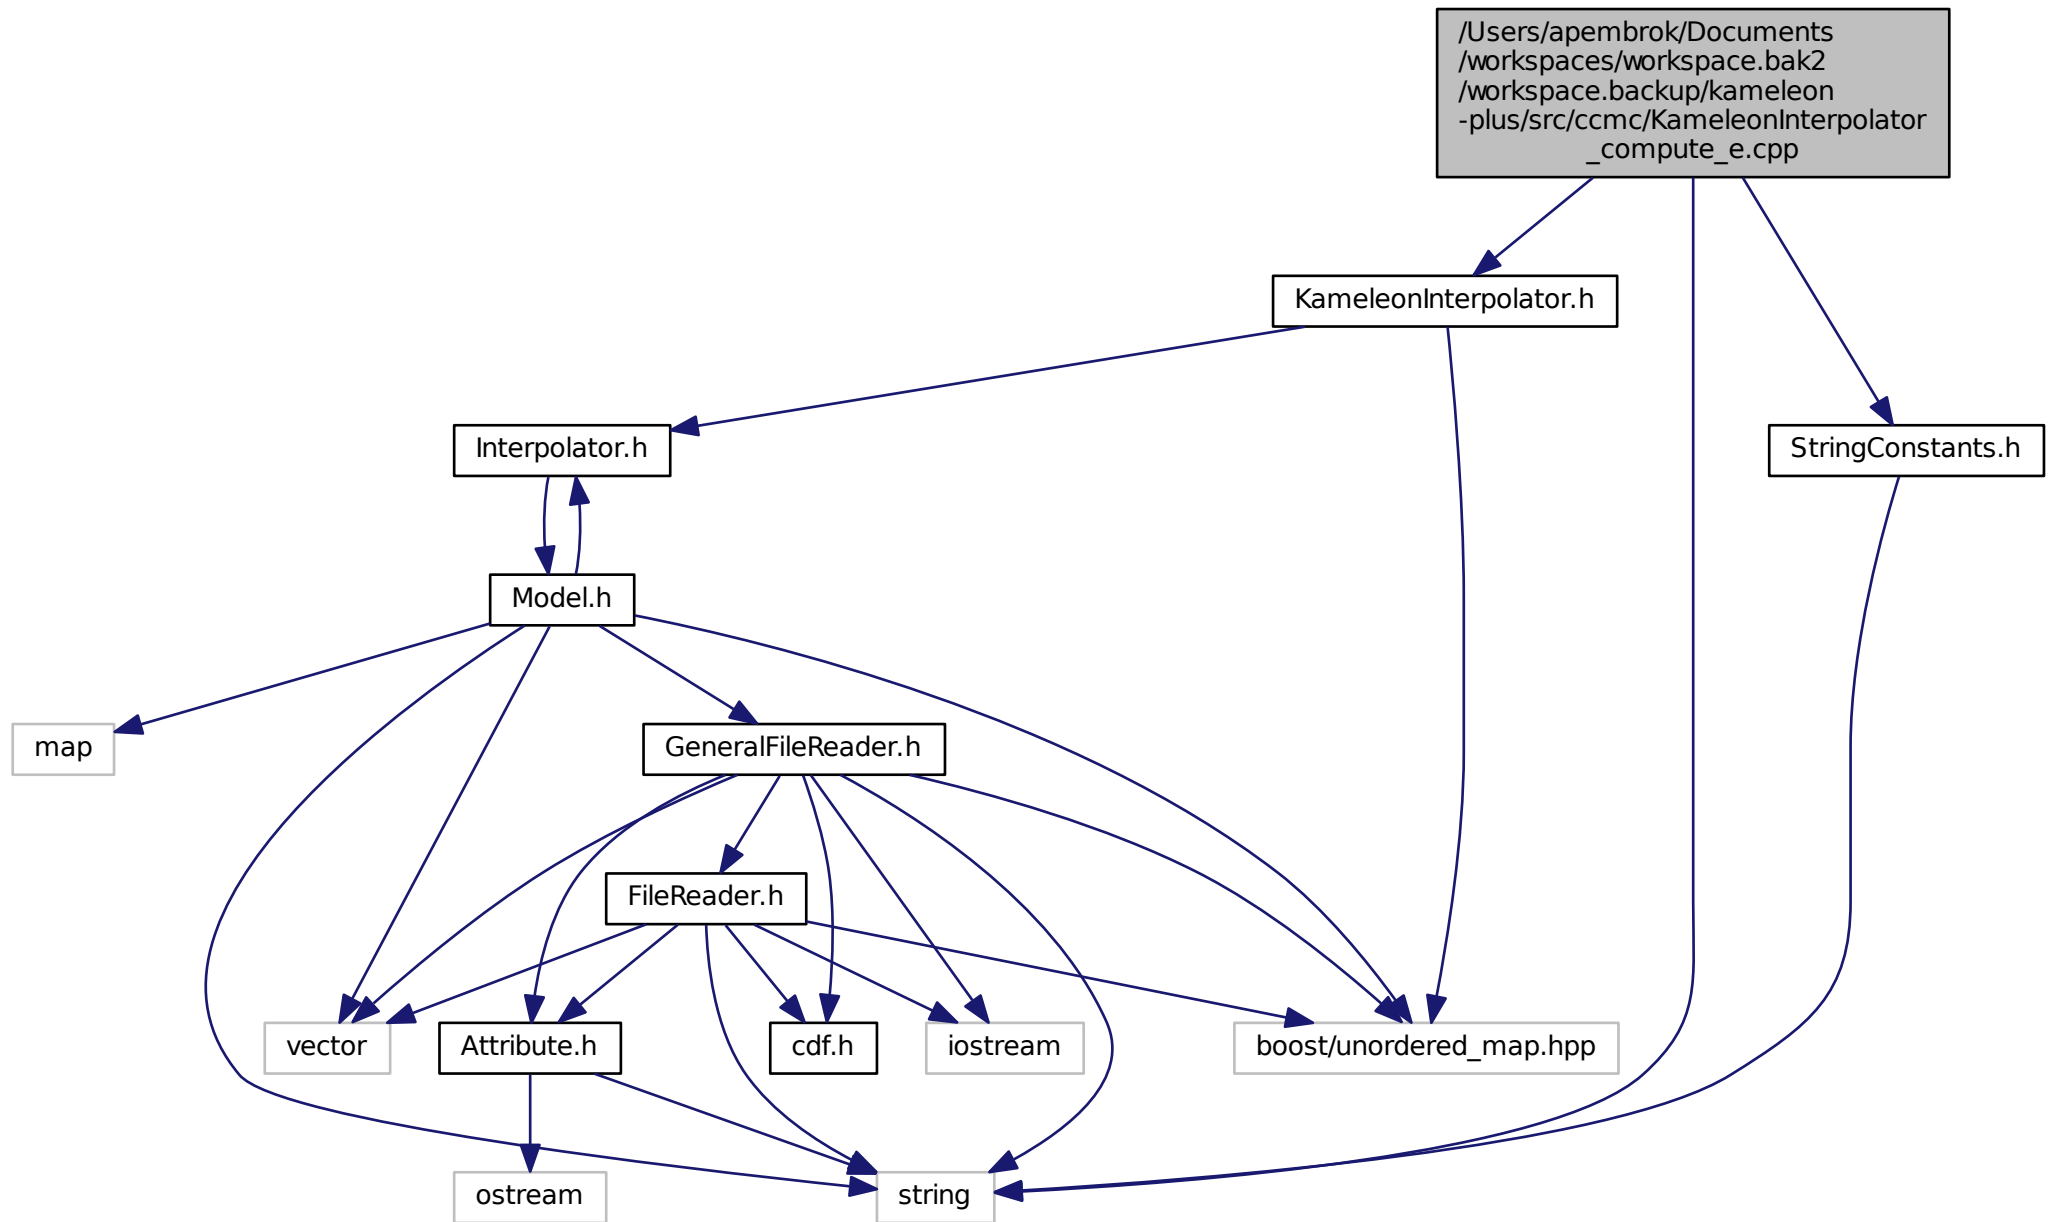 /Users/apembrok/Documents
/workspaces/workspace.bak2
/workspace.backup/kameleon
-plus/src/ccmc/KameleonInterpolator
_compute_e.cpp
KameleonInterpolator.h
Interpolator.h
StringConstants.h
Model.h
map
GeneralFileReader.h
FileReader.h
vector
Attribute.h
cdf.h
iostream
boost/unordered_map.hpp
ostream
string